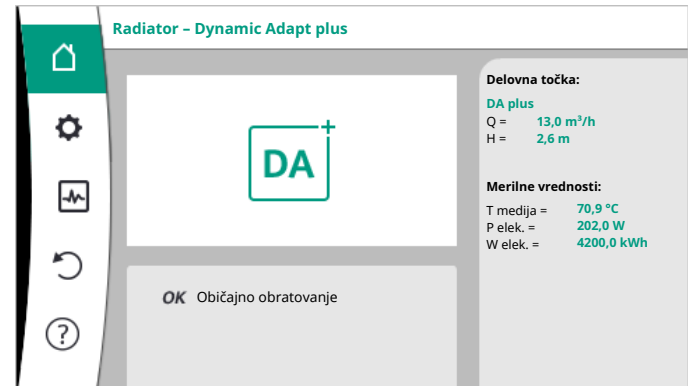 Radiator – Dynamic Adapt plus
DA+
OK Običajno obratovanje
Delovna točka:
DA plus
Q = 13,0 m³/h
H = 2,6 m
Merilne vrednosti:
T medija = 70,9 °C
P elek. = 202,0 W
W elek. = 4200,0 kWh
?